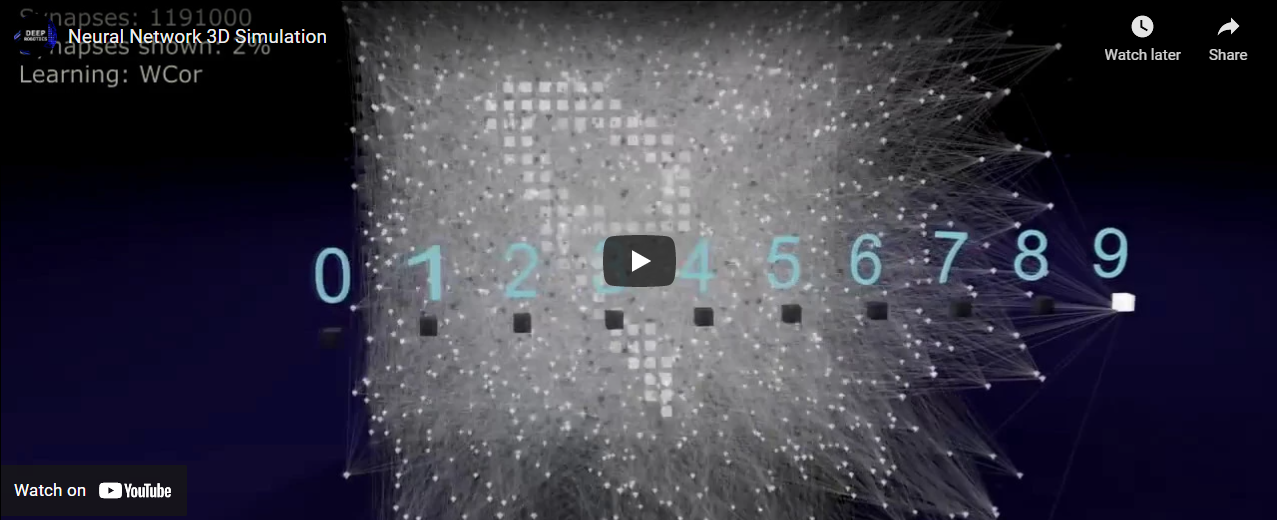 Synapses: 1191000
DEEP
ROBOTICS
Neural Network 3D Simulation
Synapses shown: 2%
Learning: WCor
Watch later
Share
0 1 2 3 4 5 6 7 8 9
Watch on YouTube